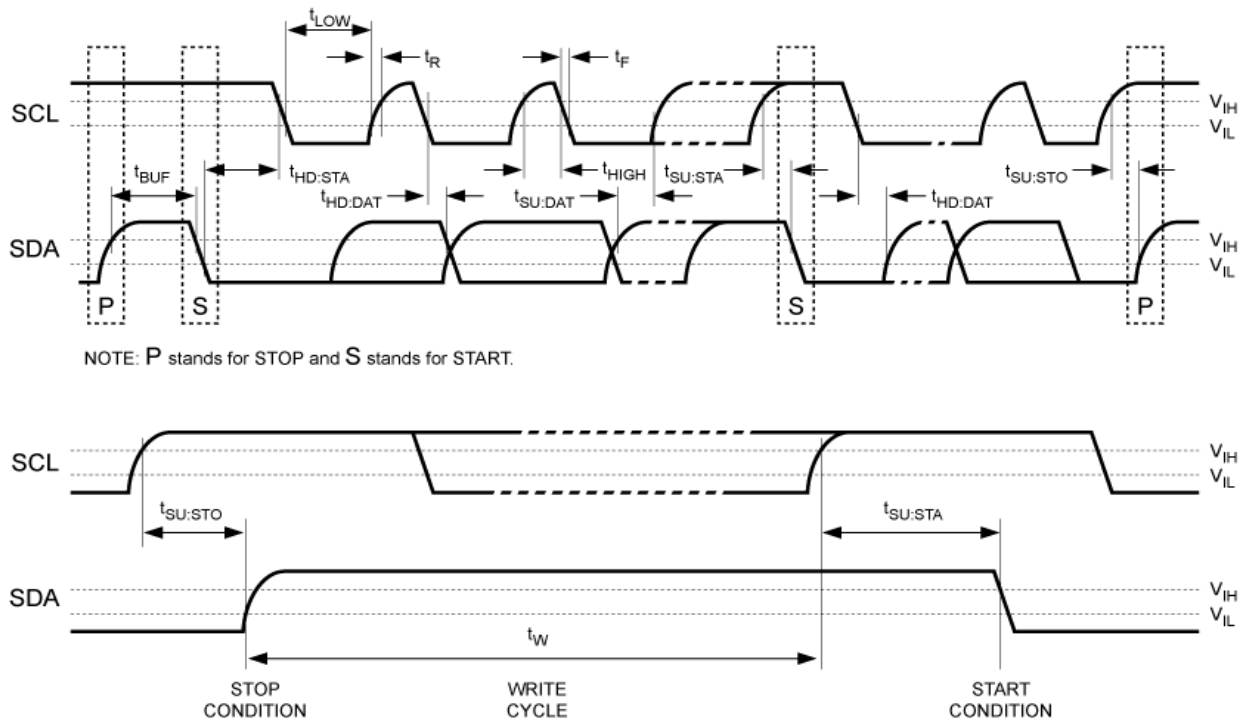 tLOW
tR
tF
SCL
VIH
VIL
tBUF
tHD:STA
tHIGH
tSU:STA
tSU:STO
tHD:DAT
tSU:DAT
tHD:DAT
SDA
VIH
VIL
P
S
S
P
NOTE: P stands for STOP and S stands for START.
SCL
VIH
VIL
tSU:STO
tSU:STA
SDA
VIH
VIL
tW
STOP
CONDITION
WRITE
CYCLE
START
CONDITION